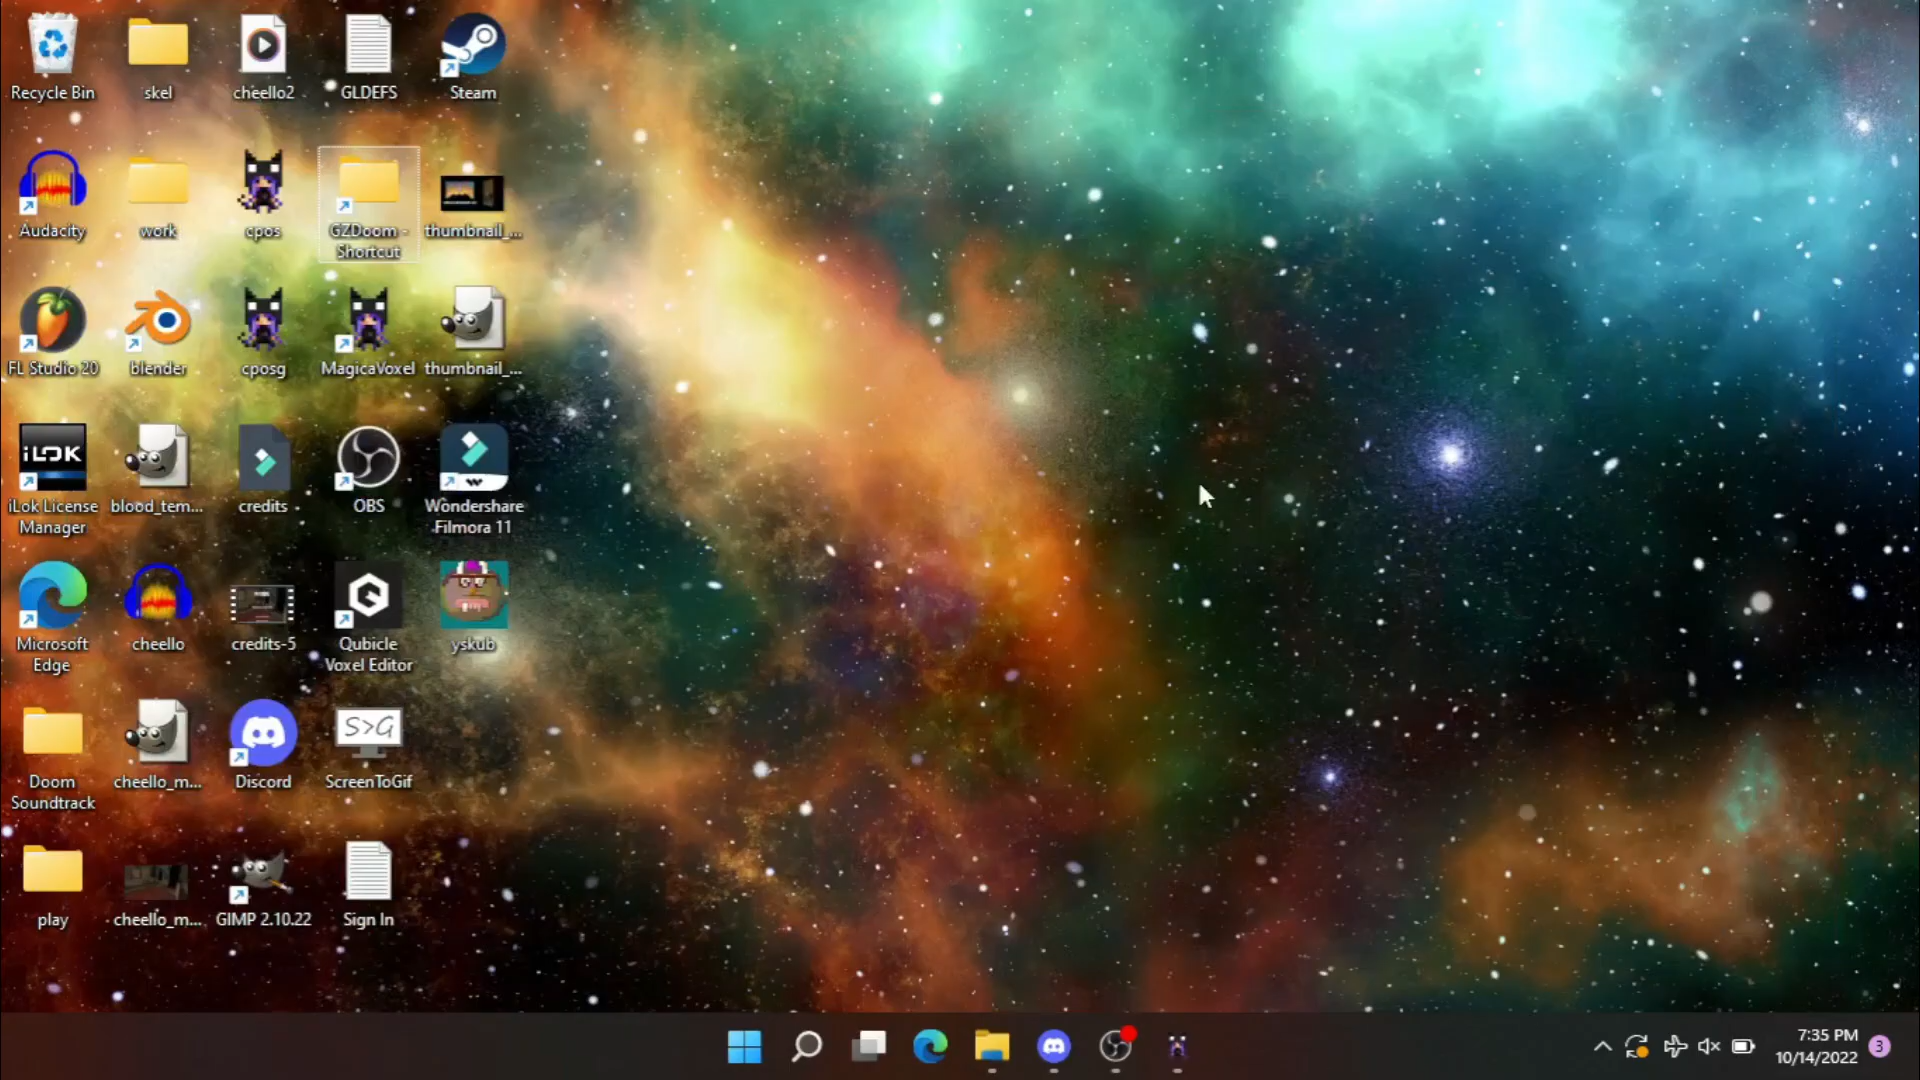 Recycle Bin
skel
cheello2
GLDEFS
Steam
Audacity
work
cpos
GZDoom -
Shortcut
thumbnail_...
FL Studio 20
blender
cposg
MagicaVoxel
thumbnail_...
iLOK
iLok License
Manager
blood_tem...
credits
OBS
Wondershare
Filmora 11
Microsoft
Edge
cheello
credits-5
Qubicle
Voxel Editor
yskub
Doom
Soundtrack
cheello_m...
Discord
S>G
ScreenToGif
play
cheello_m...
GIMP 2.10.22
Sign In
7:35 PM
10/14/2022
3